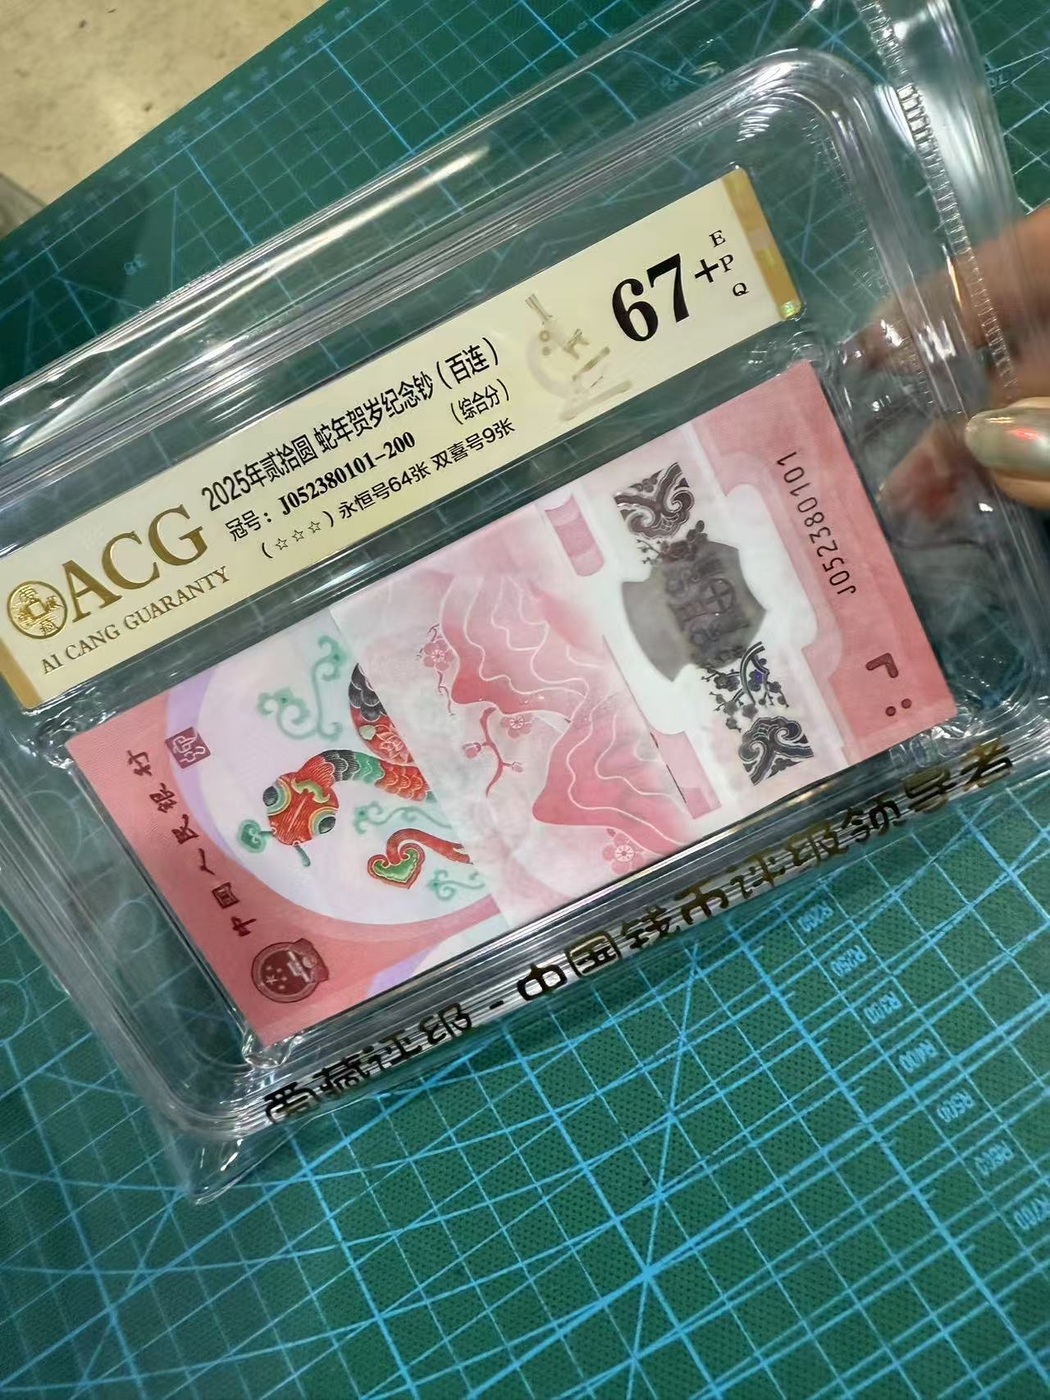 ACG
AI CANG GUARANTY
2025年贰拾圆 蛇年贺岁纪念钞（百连）
冠号：J052380101-200 （综合分）
（☆☆☆）永恒号64张 双喜号9张
67+
EPQ
中国人民银行
J052380101
爱藏评级-中国钱币评级领导者